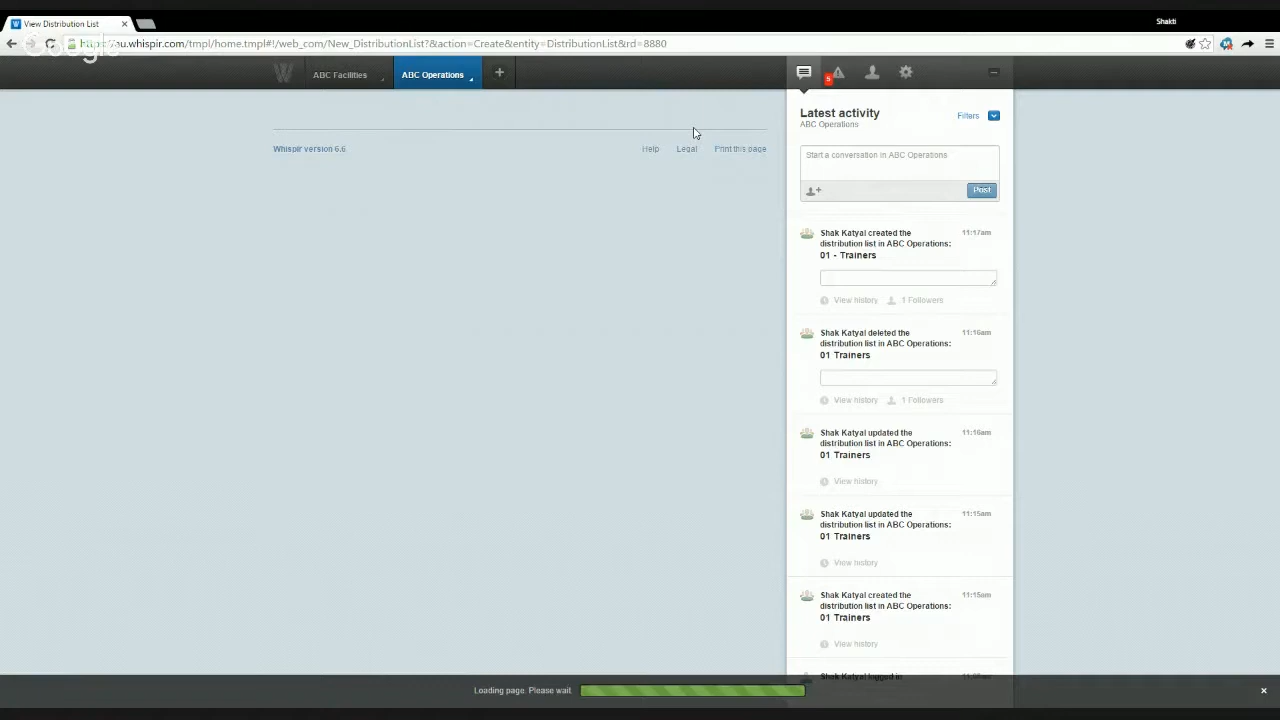 Shakti
View Distribution List
://au.whispir.com/tmpl/home.tmpl#!/web_com/New_DistributionList?&action=Create&entity=DistributionList&rd=8880
Google
ABC Facilities
ABC Operations
+
5
Latest activity
ABC Operations
Filters
Start a conversation in ABC Operations
Post
Whispir version 6.6
Help
Legal
Print this page
Shak Katyal created the
distribution list in ABC Operations:
01 - Trainers
11:17am
View history
1 Followers
Shak Katyal deleted the
distribution list in ABC Operations:
01 Trainers
11:16am
View history
1 Followers
Shak Katyal updated the
distribution list in ABC Operations:
01 Trainers
11:16am
View history
Shak Katyal updated the
distribution list in ABC Operations:
01 Trainers
11:15am
View history
Shak Katyal created the
distribution list in ABC Operations:
01 Trainers
11:15am
View history
Shak Katyal logged in
Loading page. Please wait.